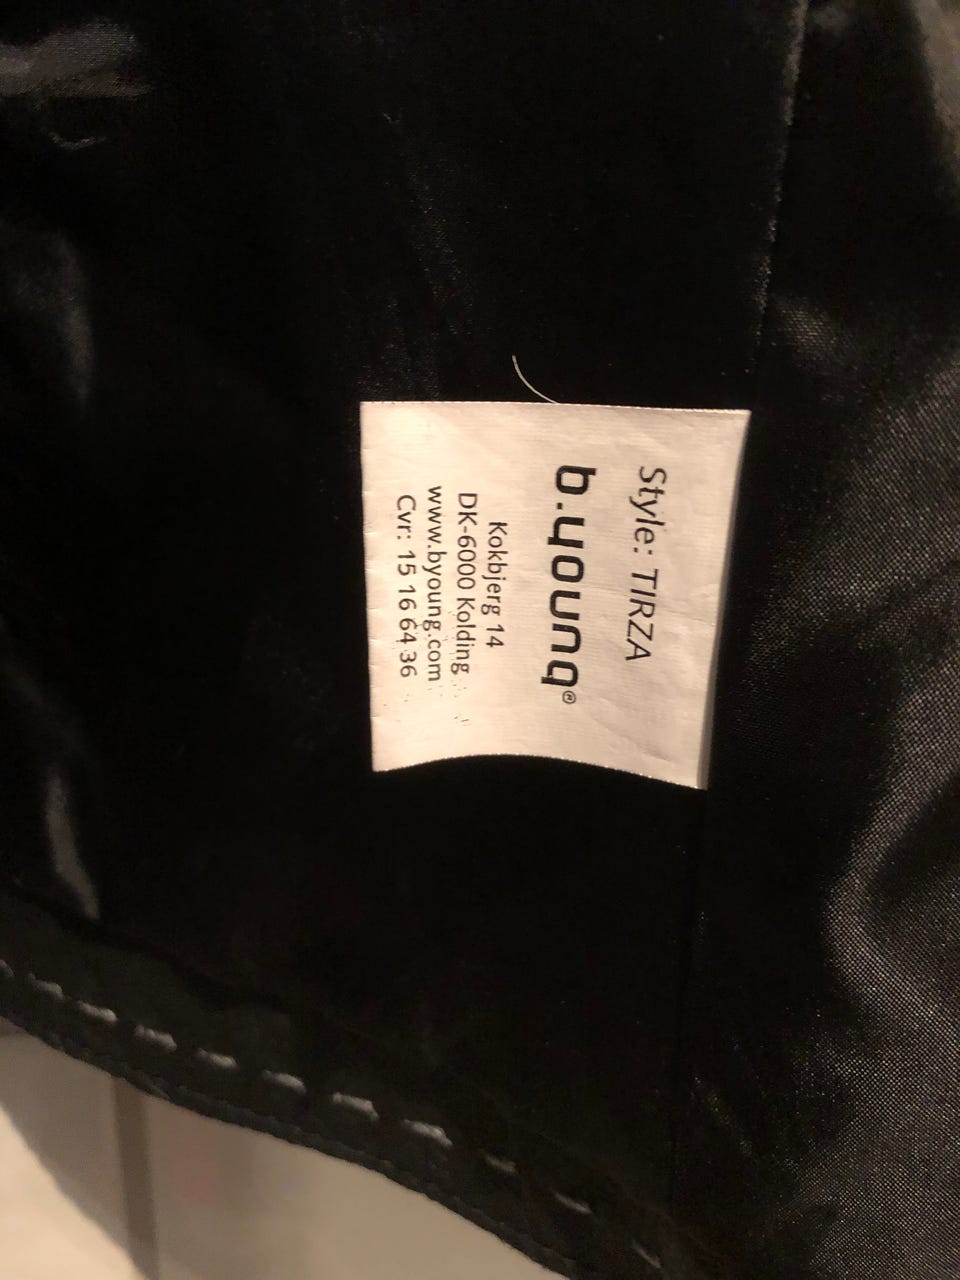 Style: TIRZA
b.young®
Kokbjerg 14
DK-6000 Kolding
www.byoung.com
Cvr: 15 16 64 36